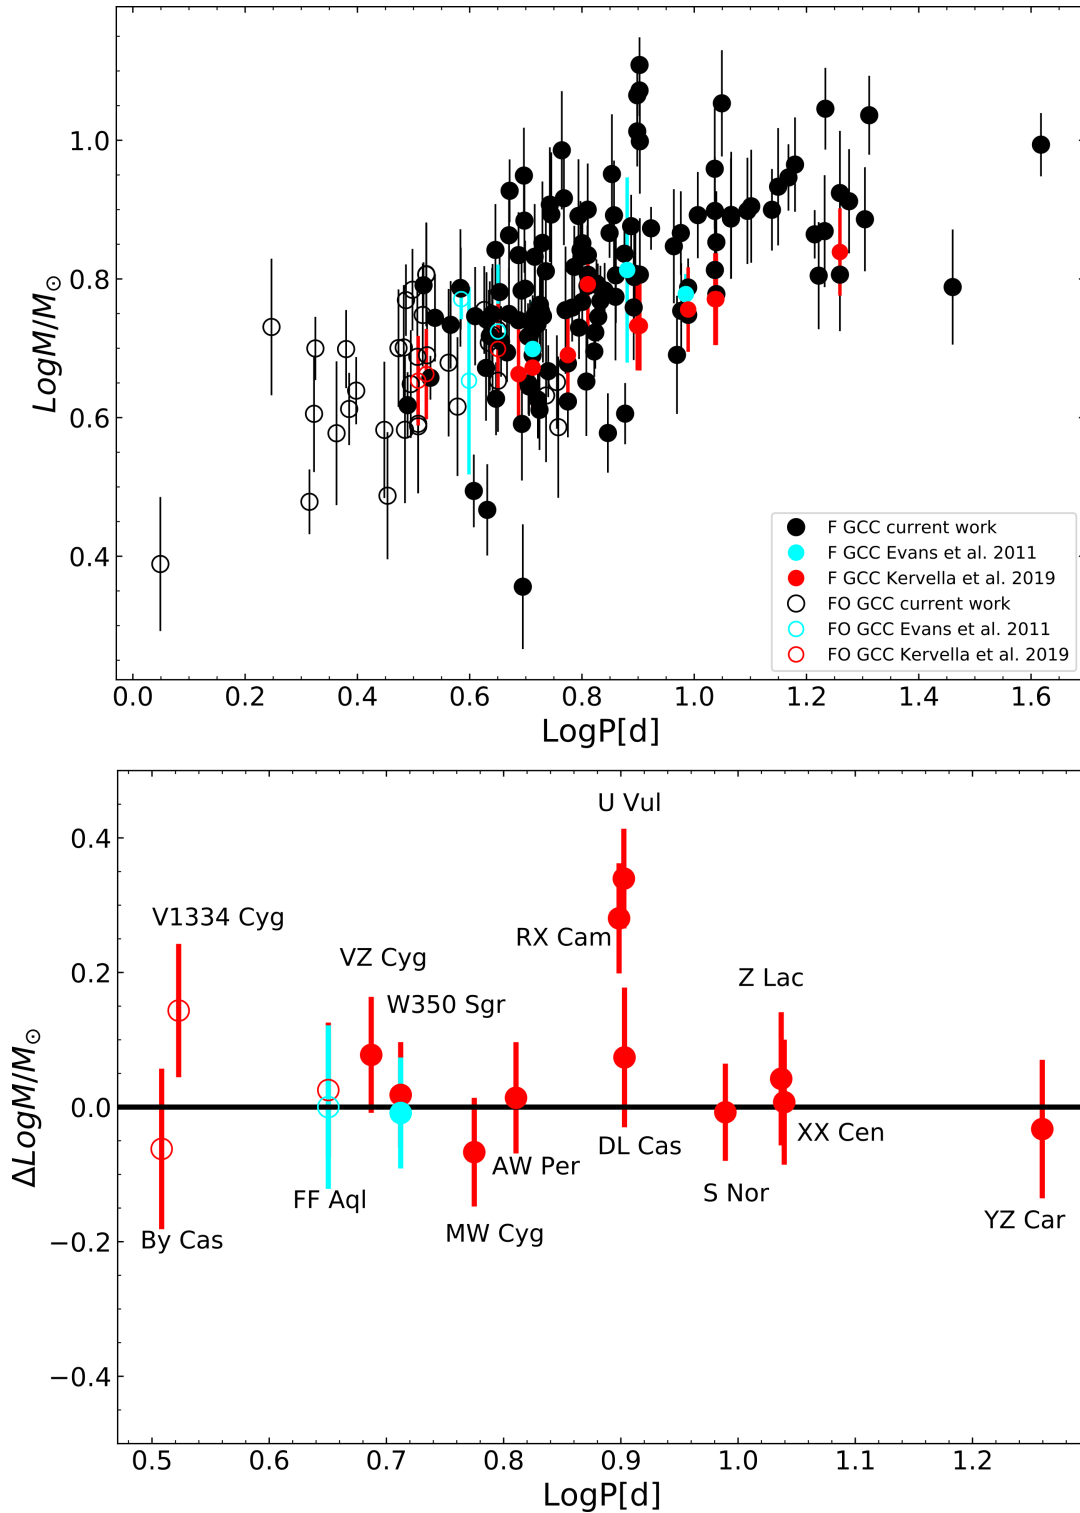 1.0
0.8
0.6
0.4
LogM/M⊙
0.0 0.2 0.4 0.6 0.8 1.0 1.2 1.4 1.6
LogP[d]
F GCC current work
F GCC Evans et al. 2011
F GCC Kervella et al. 2019
FO GCC current work
FO GCC Evans et al. 2011
FO GCC Kervella et al. 2019
0.4
0.2
0.0
−0.2
−0.4
ΔLogM/M⊙
U Vul
V1334 Cyg
RX Cam
VZ Cyg
Z Lac
W350 Sgr
XX Cen
DL Cas
AW Per
S Nor
FF Aql
YZ Car
MW Cyg
By Cas
0.5 0.6 0.7 0.8 0.9 1.0 1.1 1.2
LogP[d]